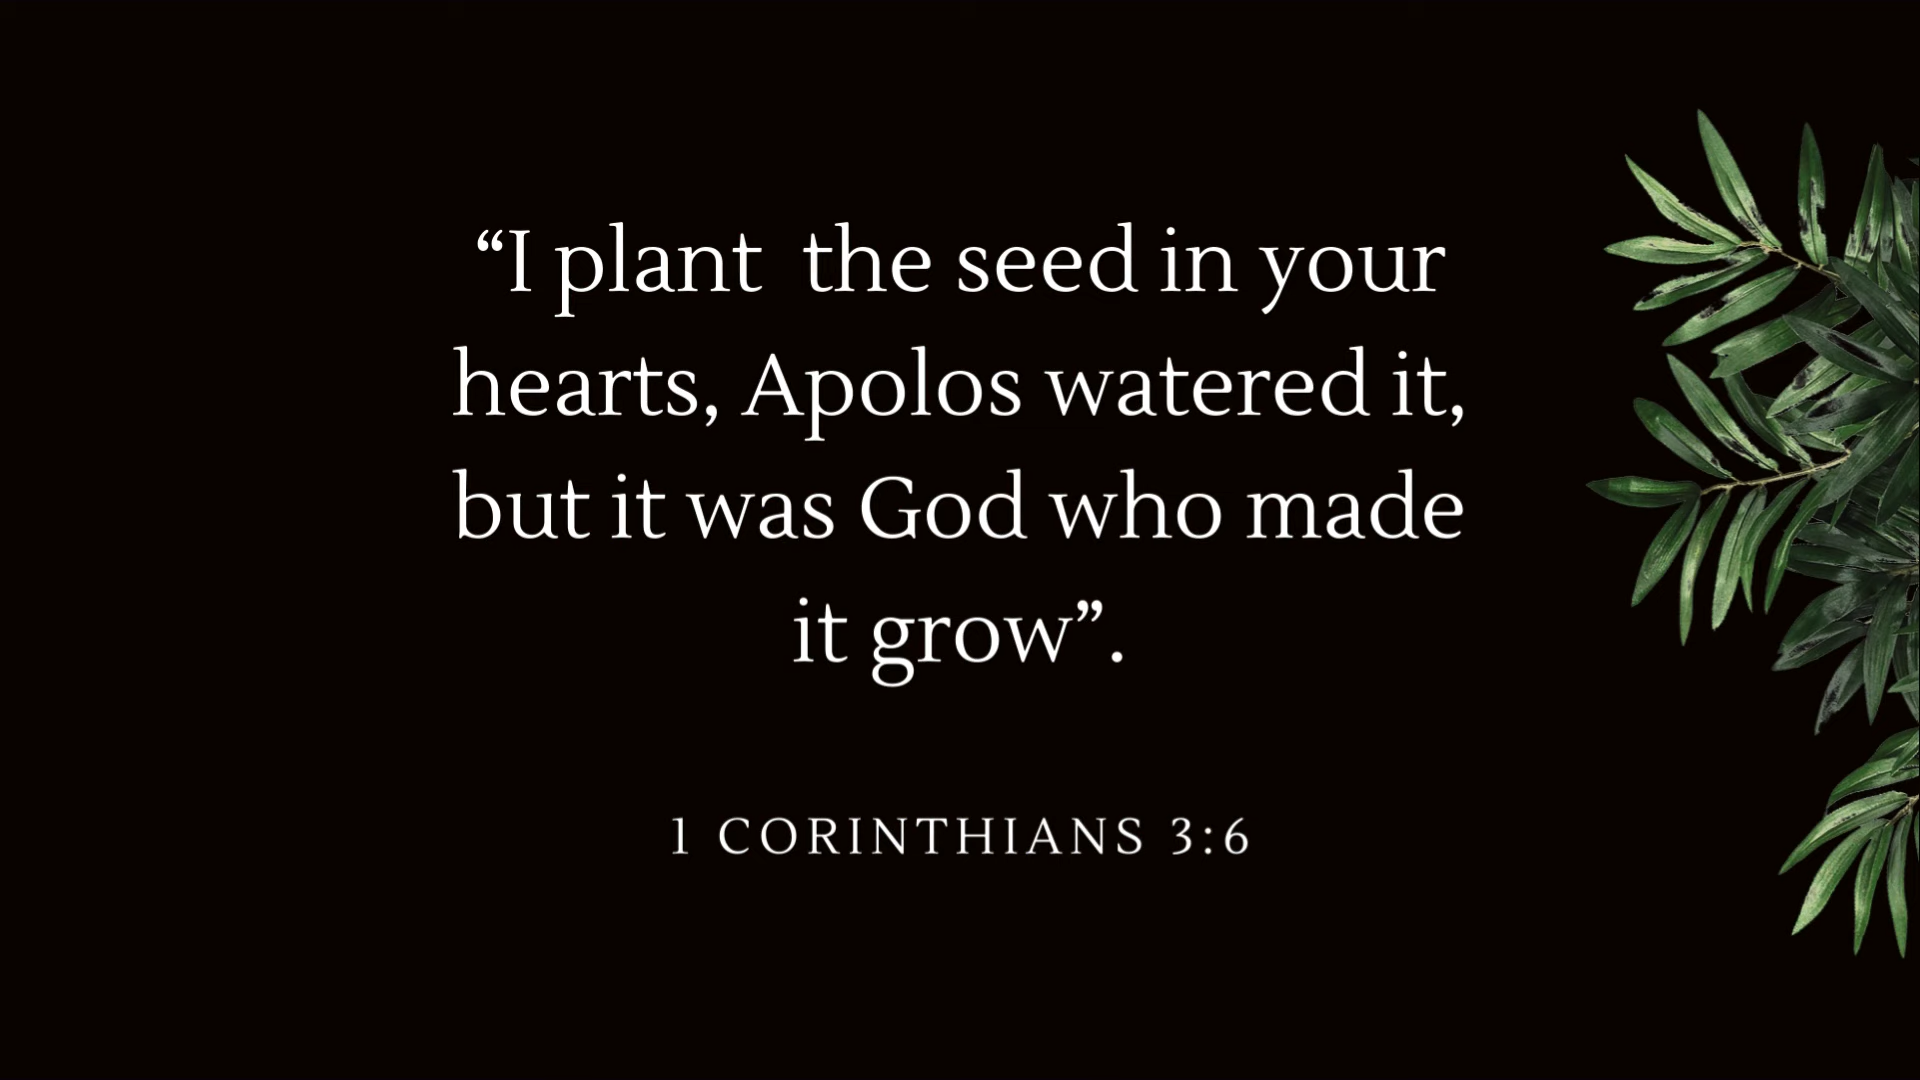 “I plant  the seed in your
hearts, Apolos watered it,
but it was God who made
it grow”.
1 CORINTHIANS 3:6